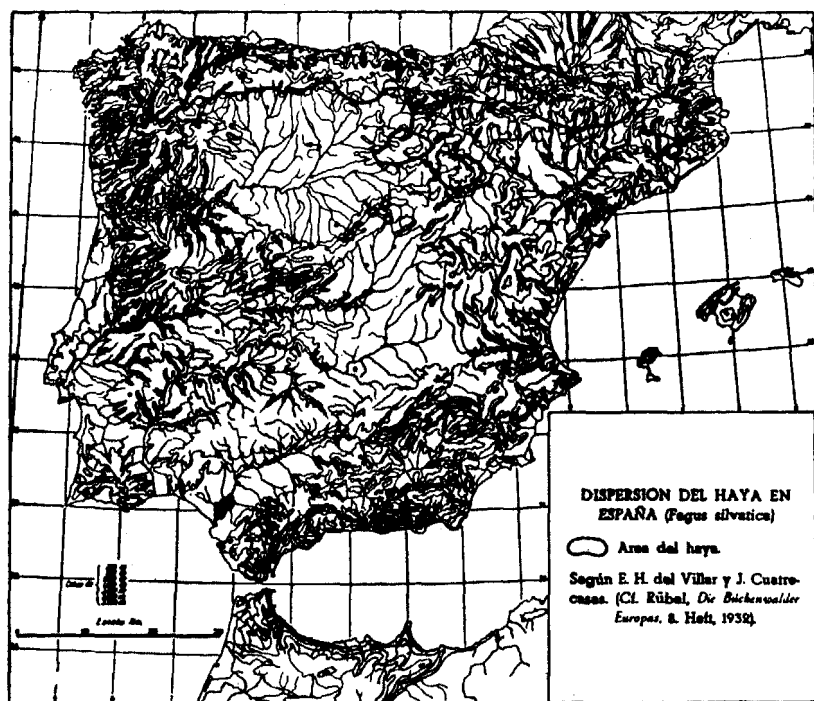 DISPERSION DEL HAYA EN
ESPAÑA (Fagus silvatica)
Area del haya.
Según E. H. del Villar y J. Cuatre-
casas. (Cf. Rübel, Die Büchenwalder
Europas, 8. Heft, 1932).